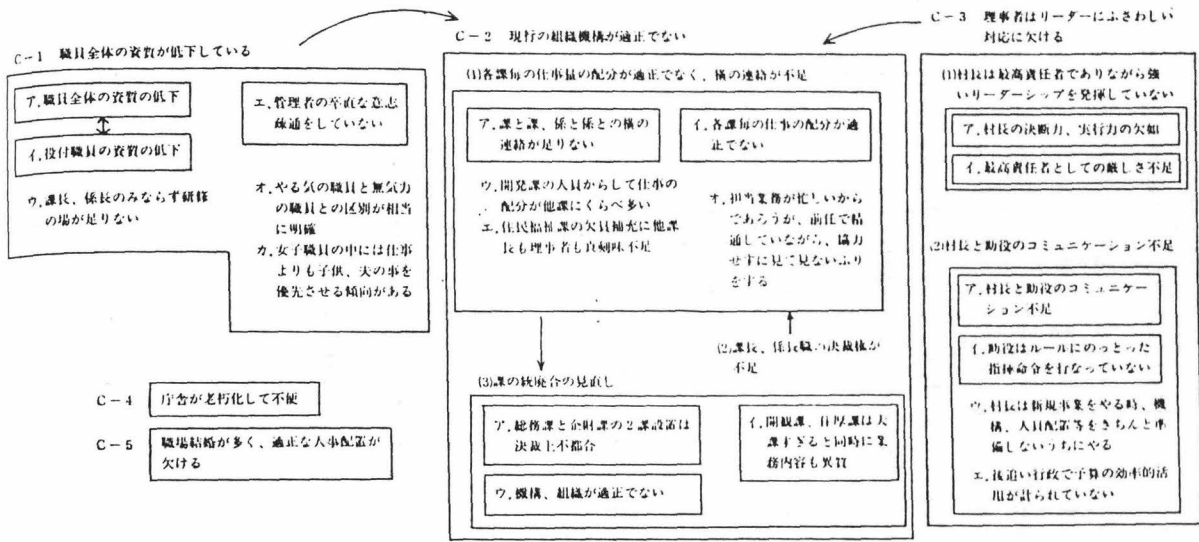 C－1　職員全体の資質が低下している
ア．職員全体の資質の低下
イ．役付職員の資質の低下
ウ．課長、係長のみならず研修
の場が足りない
エ．管理者の卒直な意志
疎通をしていない
オ．やる気の職員と無気力
の職員との区別が相当
に明確
カ．女子職員の中には仕事
よりも子供、夫の事を
優先させる傾向がある
C－4　庁舎が老朽化して不便
C－5　職場結婚が多く、適正な人事配置が
欠ける
C－2　現行の組織機構が適正でない
(1)各課毎の仕事量の配分が適正でなく、横の連絡が不足
ア．課と課、係と係との横の
連絡が足りない
イ．各課毎の仕事の配分が適
正でない
ウ．開発課の人員からして仕事の
配分が他課にくらべ多い
エ．住民福祉課の欠員補充に他課
長も理事者も真剣味不足
オ．担当業務が忙しいから
であろうが、前任で精
通していながら、協力
せずに見て見ないふり
をする
(2)課長、係長職の決裁権が
不足
(3)課の統廃合の見直し
ア．総務課と企財課の2課設置は
決裁上不都合
イ．開観課、住厚課は大
課すぎると同時に業
務内容も異質
ウ．機構、組織が適正でない
C－3　理事者はリーダーにふさわしい
対応に欠ける
(1)村長は最高責任者でありながら強
いリーダーシップを発揮していない
ア．村長の決断力、実行力の欠如
イ．最高責任者としての厳しさ不足
(2)村長と助役のコミュニケーション不足
ア．村長と助役のコミュニケー
ション不足
イ．助役はルールにのっとった
指揮命令を行なっていない
ウ．村長は新規事業をやる時、機
構、人員配置等をきちんと準
備しないうちにやる
エ．後追い行政で予算の効率的活
用が計られていない